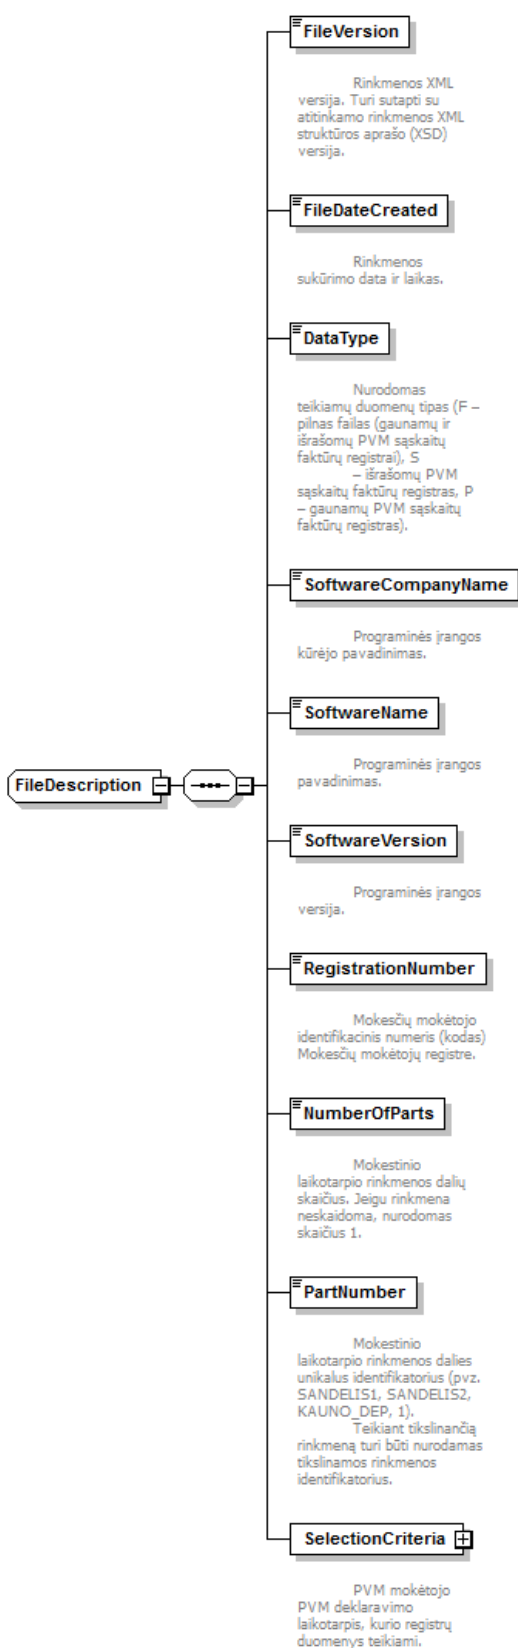 FileVersion
Rinkmenos XML
versija. Turi sutapti su
atitinkamo rinkmenos XML
struktūros aprašo (XSD)
versija.
FileDateCreated
Rinkmenos
sukūrimo data ir laikas.
DataType
Nurodomas
teikiamų duomenų tipas (F –
pilnas failas (gaunamų ir
išrašomų PVM sąskaitų
faktūrų registrai), S
– išrašomų PVM
sąskaitų faktūrų registras, P
– gaunamų PVM sąskaitų
faktūrų registras).
SoftwareCompanyName
Programinės įrangos
kūrėjo pavadinimas.
SoftwareName
Programinės įrangos
pavadinimas.
FileDescription
SoftwareVersion
Programinės įrangos
versija.
RegistrationNumber
Mokesčių mokėtojo
identifikacinis numeris (kodas)
Mokesčių mokėtojų registre.
NumberOfParts
Mokestinio
laikotarpio rinkmenos dalių
skaičius. Jeigu rinkmena
neskaidoma, nurodomas
skaičius 1.
PartNumber
Mokestinio
laikotarpio rinkmenos dalies
unikalus identifikatorius (pvz.
SANDELIS1, SANDELIS2,
KAUNO_DEP, 1).
Teikiant tikslinančią
rinkmeną turi būti nurodamas
tikslinamos rinkmenos
identifikatorius.
SelectionCriteria
PVM mokėtojo
PVM deklaravimo
laikotarpis, kurio registrų
duomenys teikiami.